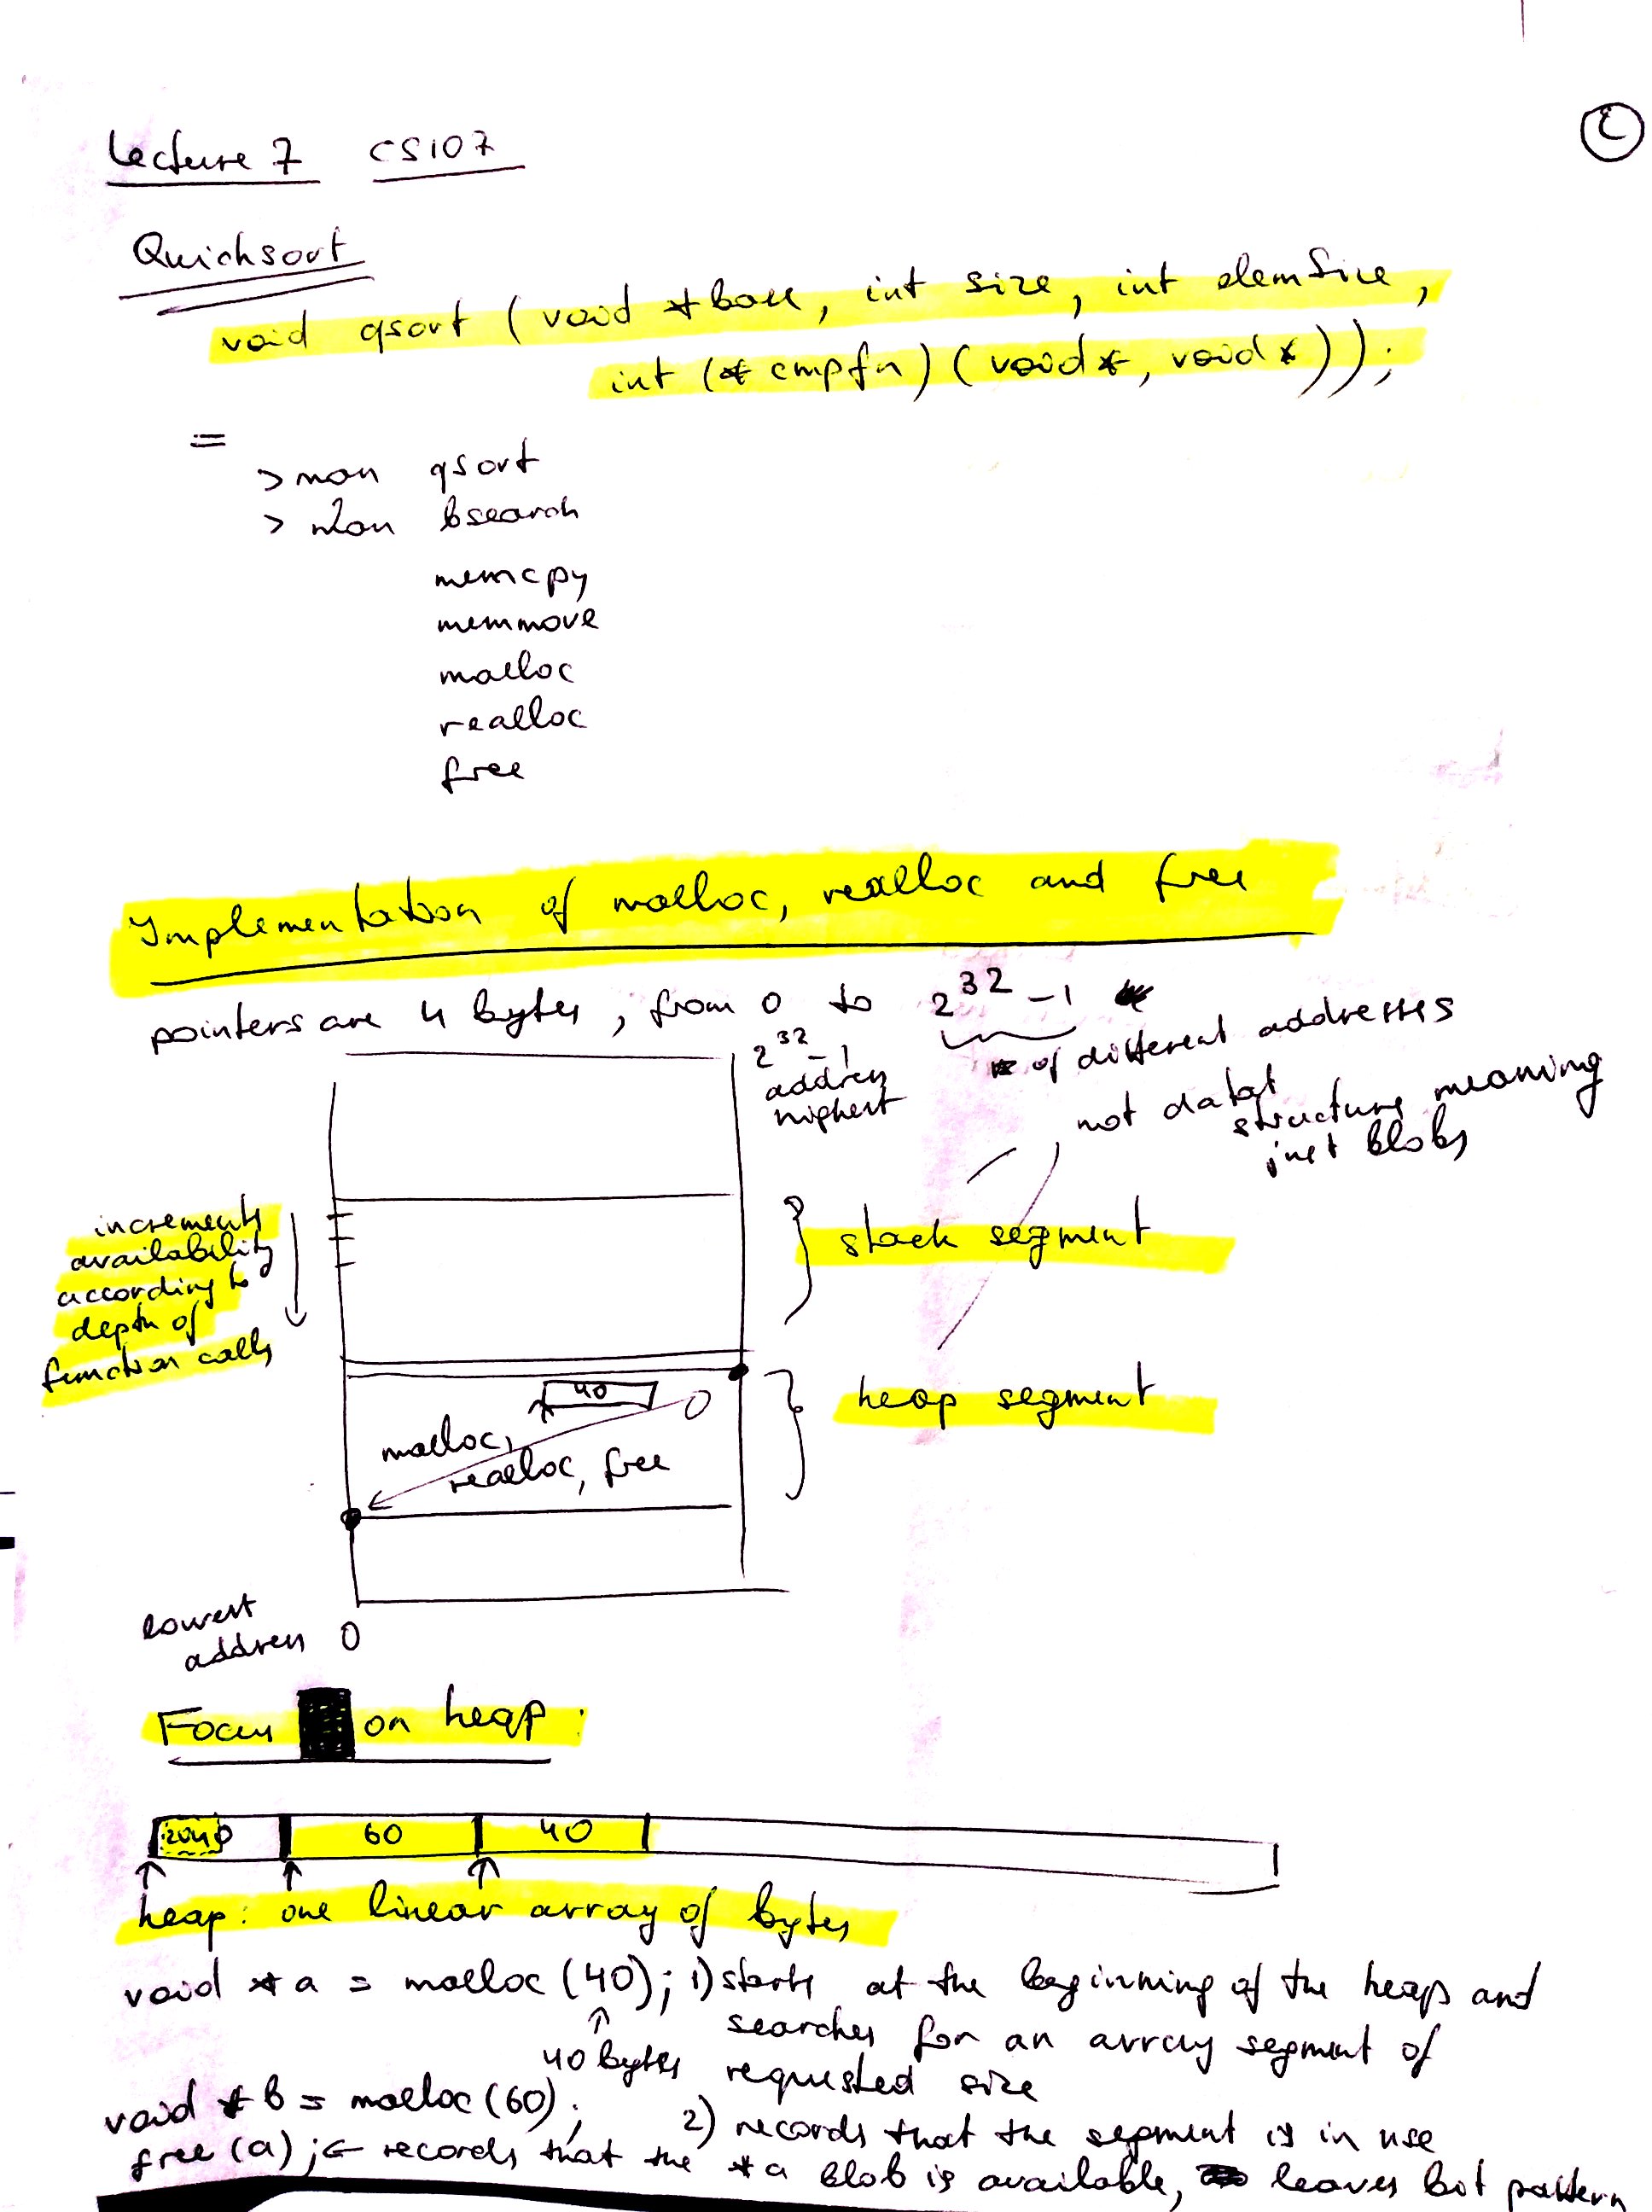 Lecture 7 CS107
Quicksort
void qsort (void *base, int size, int elemSize,
int (*cmpfn)(void*, void*));
=
>man qsort
> man bsearch
memcpy
memmove
malloc
realloc
free
Implementation of malloc, realloc and free
pointers are 4 bytes, from 0 to 2^32 - 1
# of different addresses
2^32 - 1
address
highest
not data
structure meaning
just blobs
increments
availability
according to
depth of
function calls
stack segment
40
heap segment
malloc,
realloc, free
lowest
address 0
Focus on heap:
60 40
heap: one linear array of bytes
void *a = malloc (40); 1) starts at the beginning of the heap and
searches for an array segment of
40 bytes requested size
void *b = malloc (60);
2) records that the segment is in use
free (a); ← records that the *a blob is available, leaves bit pattern